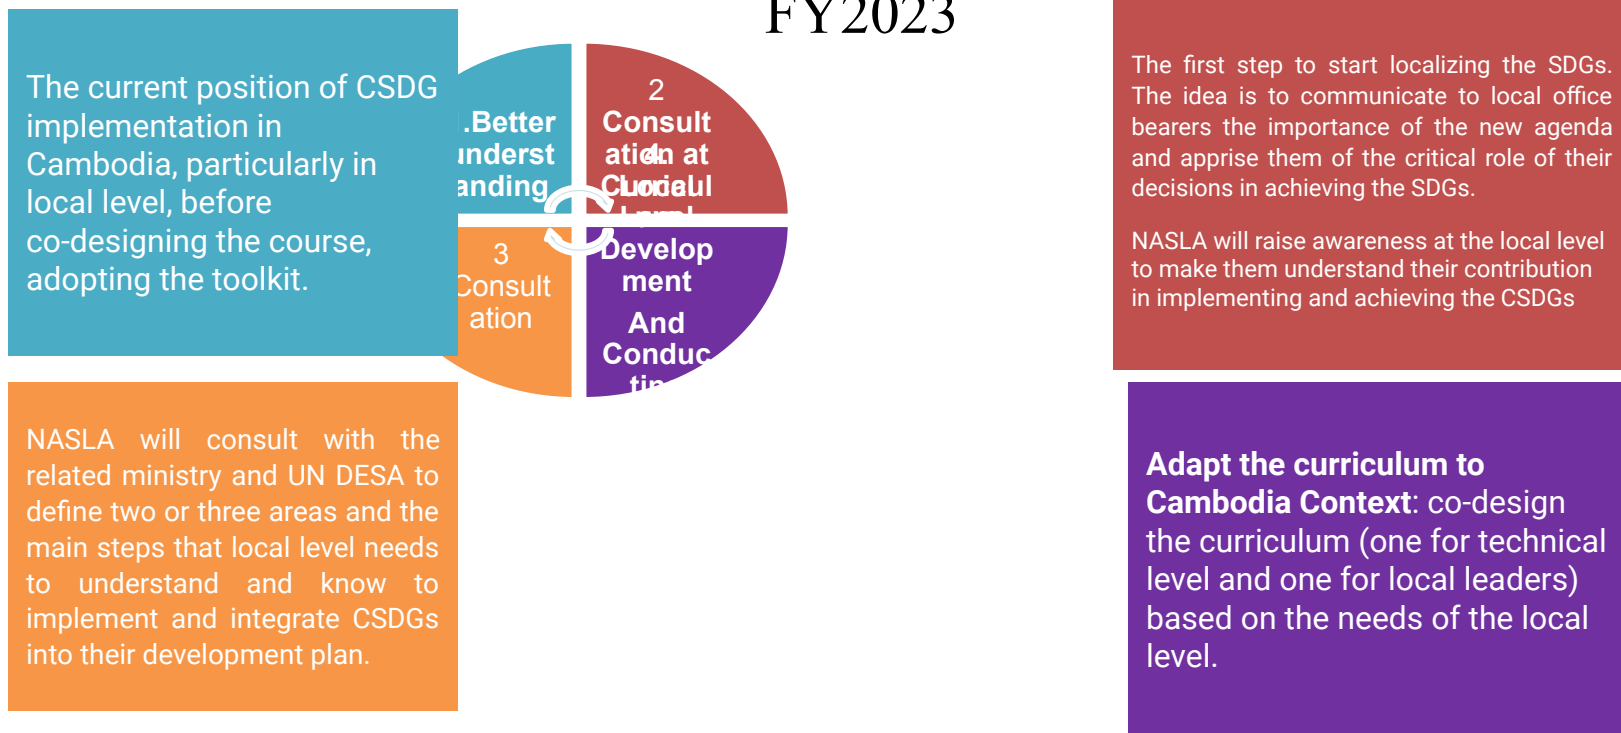 FY2023
The current position of CSDG
implementation in
Cambodia, particularly in
local level, before
co-designing the course,
adopting the toolkit.
.Better
underst
anding
2
Consult
ation at
Local
3
Consult
ation
4.
Curricul
Develop
ment
And
Conduc
The first step to start localizing the SDGs.
The idea is to communicate to local office
bearers the importance of the new agenda
and apprise them of the critical role of their
decisions in achieving the SDGs.
NASLA will raise awareness at the local level
to make them understand their contribution
in implementing and achieving the CSDGs
NASLA will consult with the
related ministry and UN DESA to
define two or three areas and the
main steps that local level needs
to understand and know to
implement and integrate CSDGs
into their development plan.
Adapt the curriculum to
Cambodia Context: co-design
the curriculum (one for technical
level and one for local leaders)
based on the needs of the local
level.